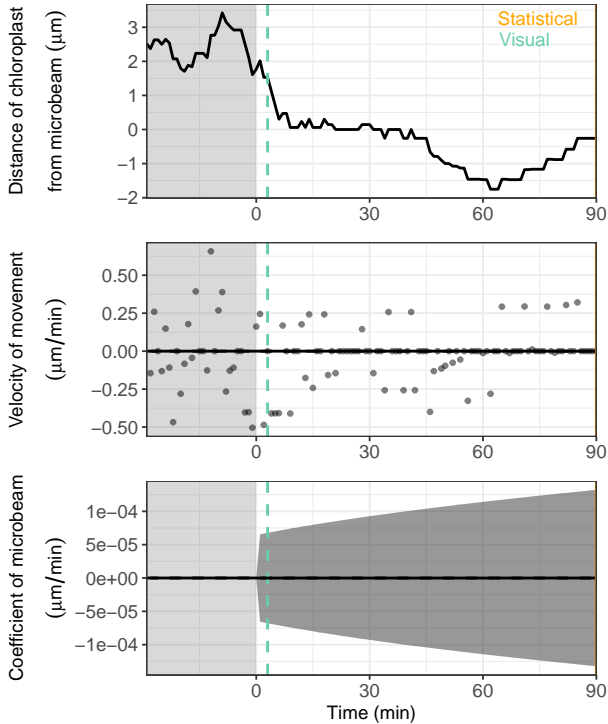 Distance of chloroplast
from microbeam (μm)
Statistical
Visual
3
2
1
0
−1
−2
0
30
60
90
Velocity of movement
(μm/min)
0.50
0.25
0.00
−0.25
−0.50
0
30
60
90
Coefficient of microbeam
(μm/min)
1e−04
5e−05
0e+00
−5e−05
−1e−04
0
30
60
90
Time (min)